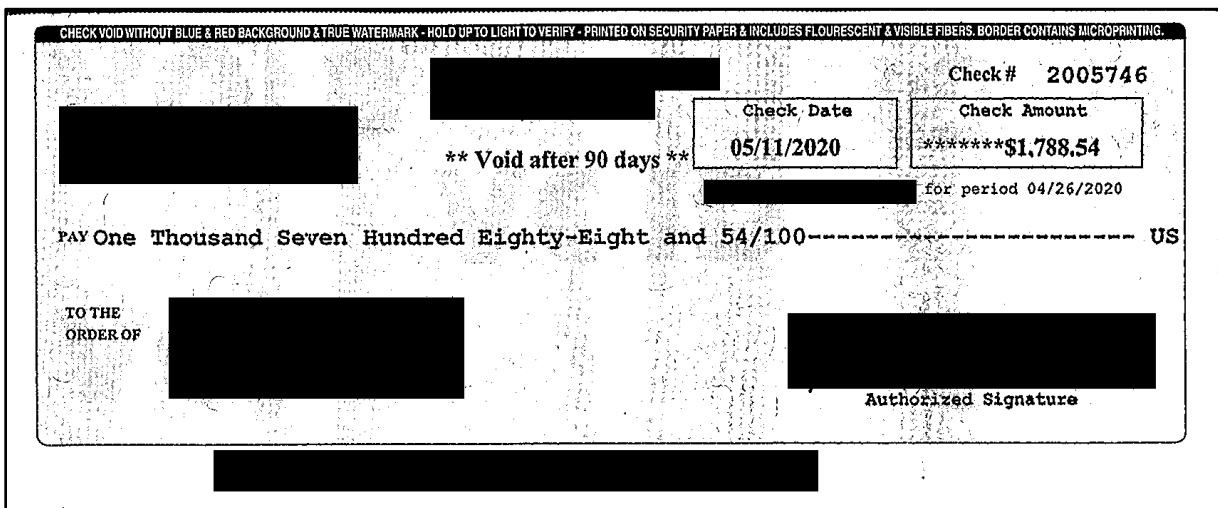 CHECK VOID WITHOUT BLUE & RED BACKGROUND & TRUE WATERMARK - HOLD UP TO LIGHT TO VERIFY - PRINTED ON SECURITY PAPER & INCLUDES FLOURESCENT & VISIBLE FIBERS. BORDER CONTAINS MICROPRINTING.
Check # 2005746
Check Date Check Amount
** Void after 90 days ** 05/11/2020 *******$1,788.54
for period 04/26/2020
PAY One Thousand Seven Hundred Eighty-Eight and 54/100----------------------- US
TO THE
ORDER OF
Authorized Signature